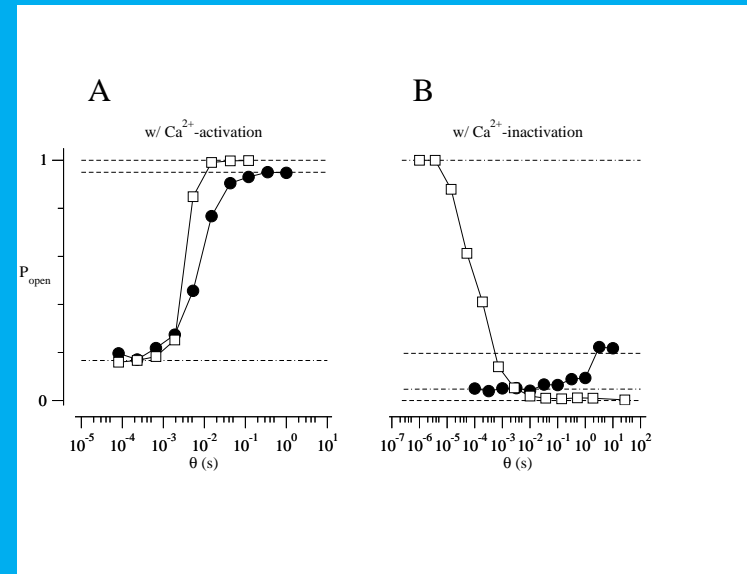 A
B
w/ Ca²⁺-activation
w/ Ca²⁺-inactivation
1
P_open
0
10⁻⁵ 10⁻⁴ 10⁻³ 10⁻² 10⁻¹ 10⁰ 10¹
θ (s)
10⁻⁷ 10⁻⁶ 10⁻⁵ 10⁻⁴ 10⁻³ 10⁻² 10⁻¹ 10⁰ 10¹ 10²
θ (s)